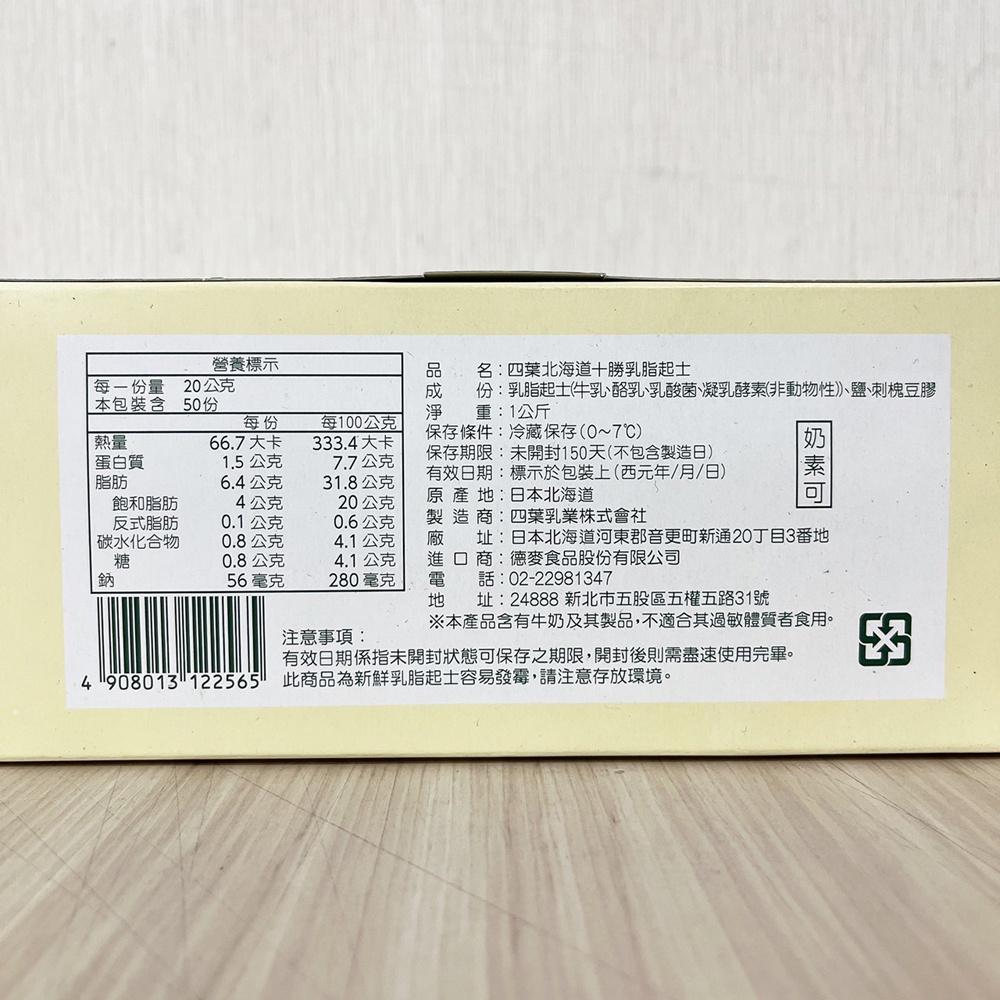 營養標示
每一份量 20公克
本包裝含 50份
每份 每100公克
熱量 66.7 大卡 333.4 大卡
蛋白質 1.5 公克 7.7 公克
脂肪 6.4 公克 31.8 公克
飽和脂肪 4 公克 20 公克
反式脂肪 0.1 公克 0.6 公克
碳水化合物 0.8 公克 4.1 公克
糖 0.8 公克 4.1 公克
鈉 56 毫克 280 毫克
4 908013 122565
品名：四葉北海道十勝乳脂起士
成份：乳脂起士(牛乳、酪乳、乳酸菌、凝乳酵素(非動物性))、鹽、刺槐豆膠
淨重：1公斤
保存條件：冷藏保存(0～7℃)
保存期限：未開封150天(不包含製造日)
有效日期：標示於包裝上(西元年/月/日)
原產地：日本北海道
製造商：四葉乳業株式會社
廠址：日本北海道河東郡音更町新通20丁目3番地
進口商：德麥食品股份有限公司
電話：02-22981347
地址：24888 新北市五股區五權五路31號
※本產品含有牛奶及其製品，不適合其過敏體質者食用。
奶素可
注意事項：
有效日期係指未開封狀態可保存之期限，開封後則需盡速使用完畢。
此商品為新鮮乳脂起士容易發霉，請注意存放環境。